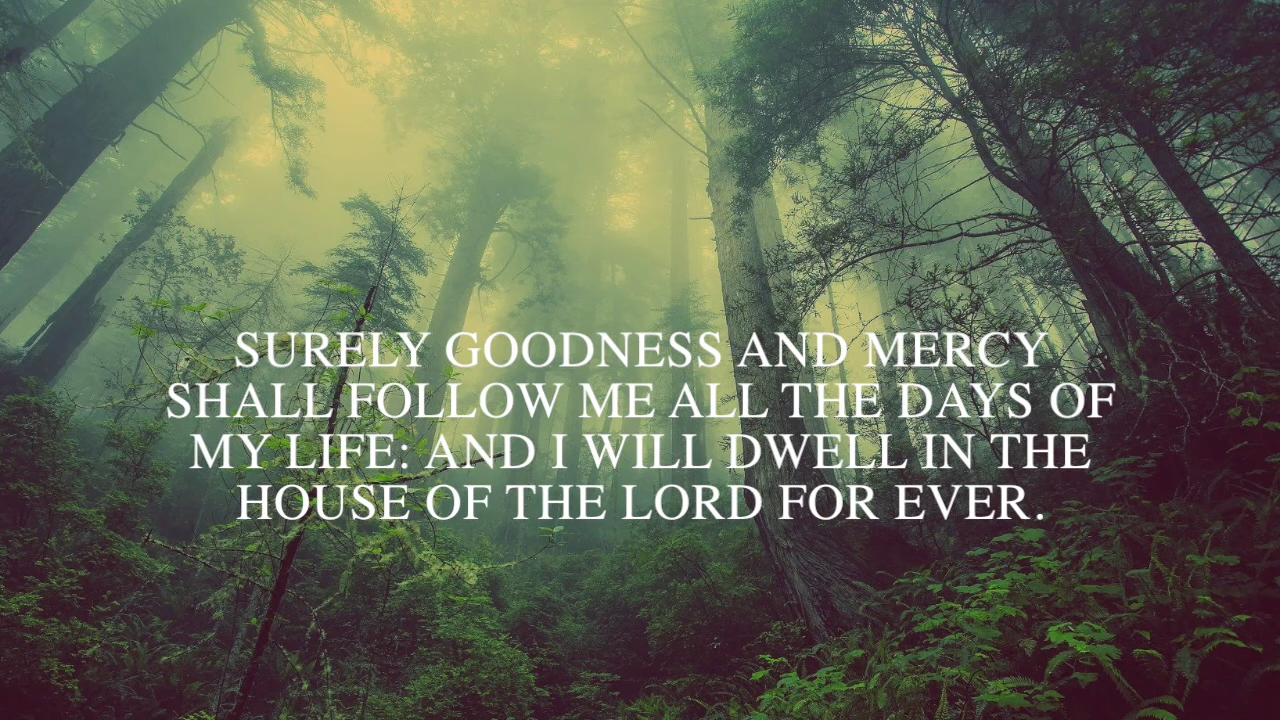 SURELY GOODNESS AND MERCY
SHALL FOLLOW ME ALL THE DAYS OF
MY LIFE: AND I WILL DWELL IN THE
HOUSE OF THE LORD FOR EVER.